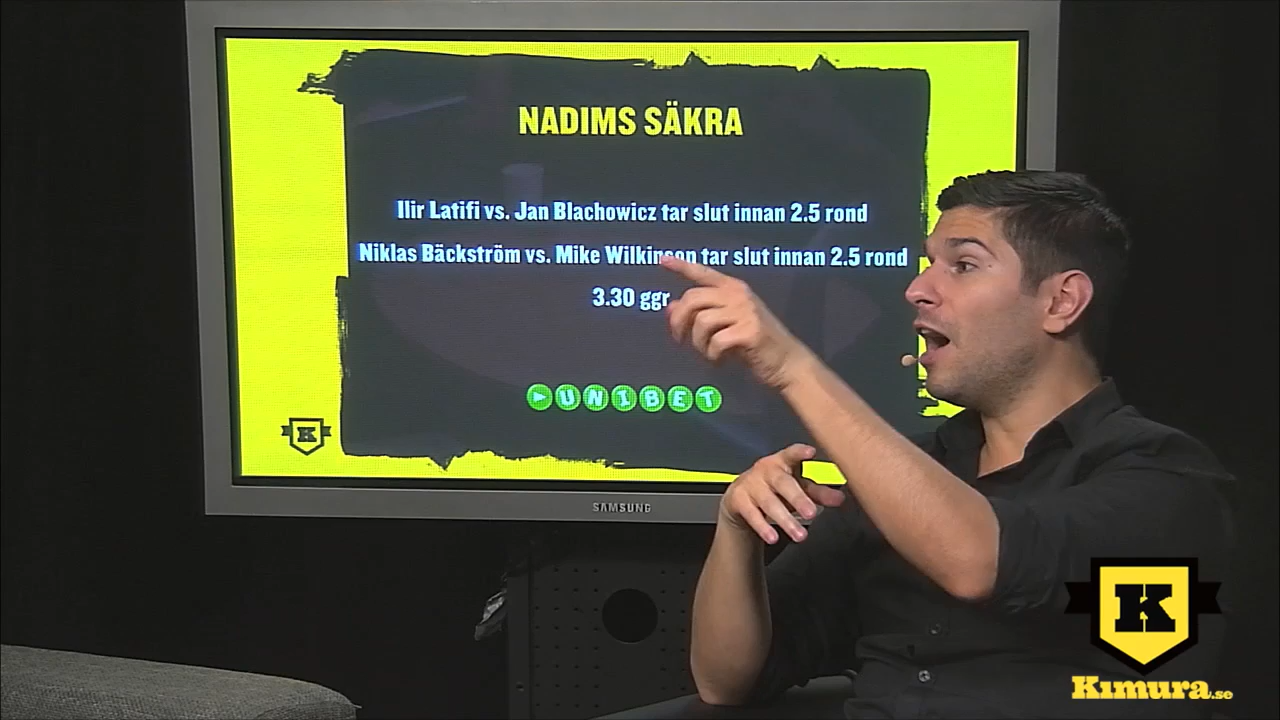 NADIMS SÄKRA
Ilir Latifi vs. Jan Blachowicz tar slut innan 2.5 rond
Niklas Bäckström vs. Mike Wilkinson tar slut innan 2.5 rond
3.30 ggr
UNIBET
K
SAMSUNG
K
Kimura.se